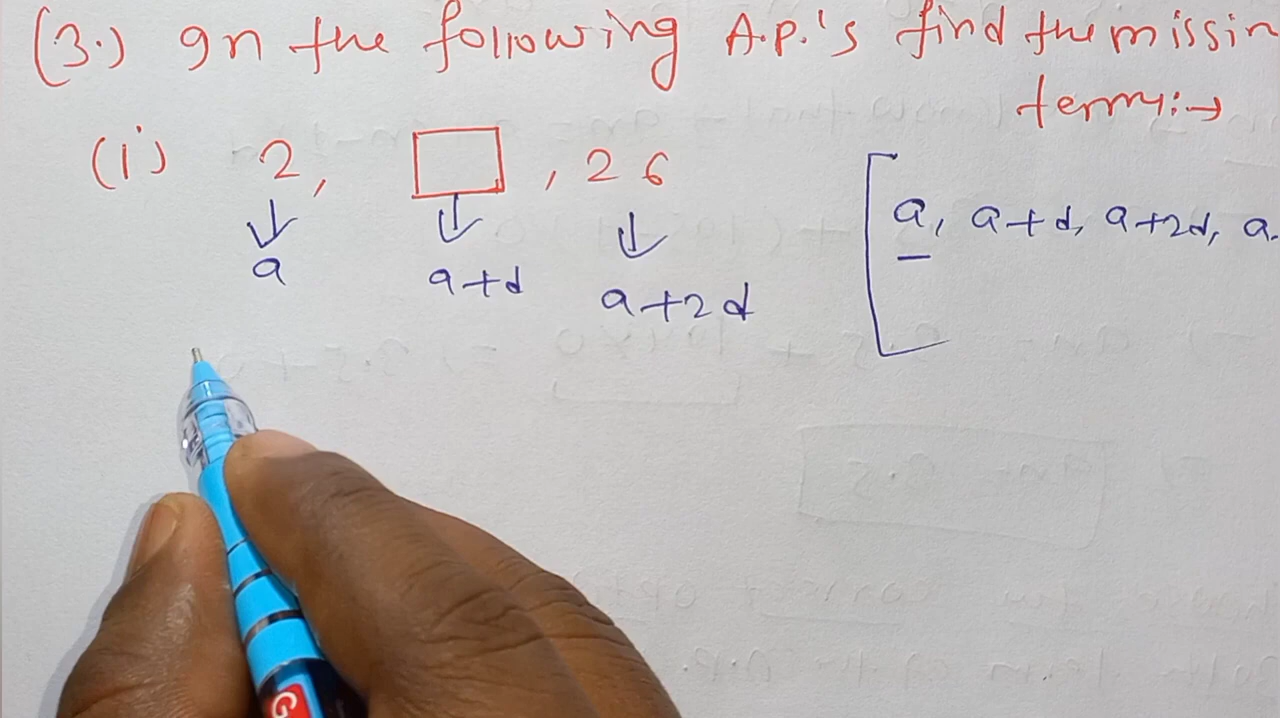 (3.) In the following A.P.'s find the missin
term:→
(i) 2, □, 26
a a+d a+2d
[a, a+d, a+2d, a.
G